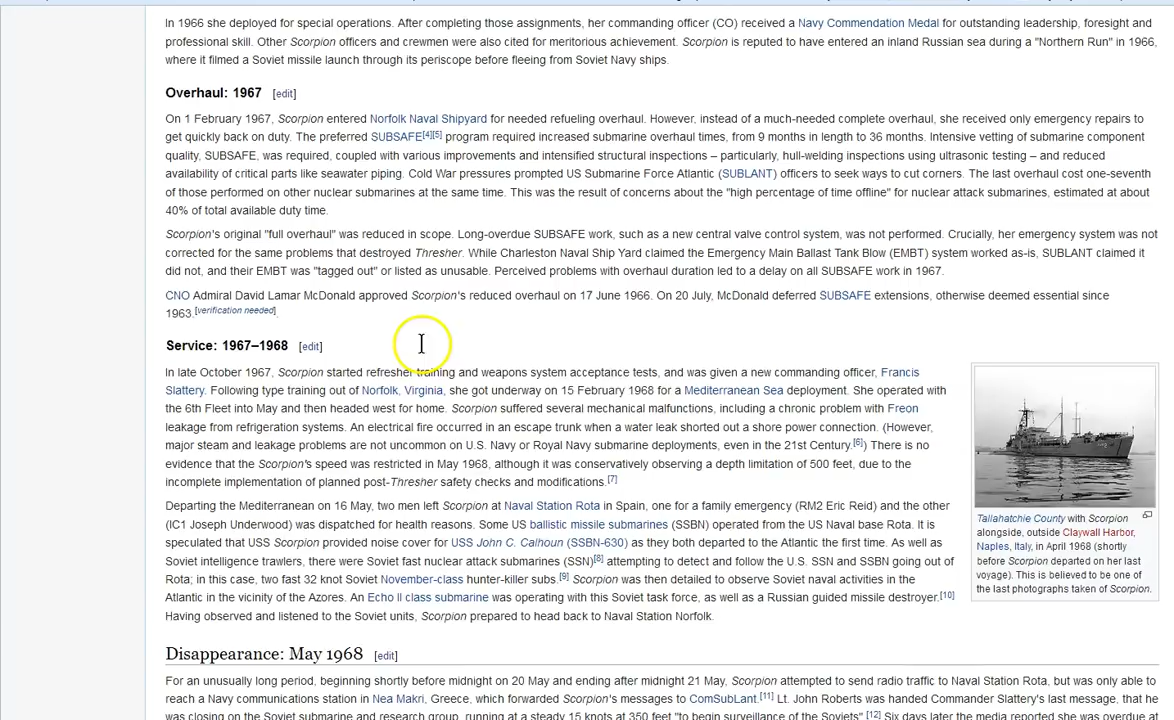 In 1966 she deployed for special operations. After completing those assignments, her commanding officer (CO) received a Navy Commendation Medal for outstanding leadership, foresight and
professional skill. Other Scorpion officers and crewmen were also cited for meritorious achievement. Scorpion is reputed to have entered an inland Russian sea during a "Northern Run" in 1966,
where it filmed a Soviet missile launch through its periscope before fleeing from Soviet Navy ships.
Overhaul: 1967 [edit]
On 1 February 1967, Scorpion entered Norfolk Naval Shipyard for needed refueling overhaul. However, instead of a much-needed complete overhaul, she received only emergency repairs to
get quickly back on duty. The preferred SUBSAFE[4][5] program required increased submarine overhaul times, from 9 months in length to 36 months. Intensive vetting of submarine component
quality, SUBSAFE, was required, coupled with various improvements and intensified structural inspections – particularly, hull-welding inspections using ultrasonic testing – and reduced
availability of critical parts like seawater piping. Cold War pressures prompted US Submarine Force Atlantic (SUBLANT) officers to seek ways to cut corners. The last overhaul cost one-seventh
of those performed on other nuclear submarines at the same time. This was the result of concerns about the "high percentage of time offline" for nuclear attack submarines, estimated at about
40% of total available duty time.
Scorpion's original "full overhaul" was reduced in scope. Long-overdue SUBSAFE work, such as a new central valve control system, was not performed. Crucially, her emergency system was not
corrected for the same problems that destroyed Thresher. While Charleston Naval Ship Yard claimed the Emergency Main Ballast Tank Blow (EMBT) system worked as-is, SUBLANT claimed it
did not, and their EMBT was "tagged out" or listed as unusable. Perceived problems with overhaul duration led to a delay on all SUBSAFE work in 1967.
CNO Admiral David Lamar McDonald approved Scorpion's reduced overhaul on 17 June 1966. On 20 July, McDonald deferred SUBSAFE extensions, otherwise deemed essential since
1963.[verification needed]
Service: 1967–1968 [edit]
In late October 1967, Scorpion started refresher training and weapons system acceptance tests, and was given a new commanding officer, Francis
Slattery. Following type training out of Norfolk, Virginia, she got underway on 15 February 1968 for a Mediterranean Sea deployment. She operated with
the 6th Fleet into May and then headed west for home. Scorpion suffered several mechanical malfunctions, including a chronic problem with Freon
leakage from refrigeration systems. An electrical fire occurred in an escape trunk when a water leak shorted out a shore power connection. (However,
major steam and leakage problems are not uncommon on U.S. Navy or Royal Navy submarine deployments, even in the 21st Century.[6]) There is no
evidence that the Scorpion's speed was restricted in May 1968, although it was conservatively observing a depth limitation of 500 feet, due to the
incomplete implementation of planned post-Thresher safety checks and modifications.[7]
Departing the Mediterranean on 16 May, two men left Scorpion at Naval Station Rota in Spain, one for a family emergency (RM2 Eric Reid) and the other
(IC1 Joseph Underwood) was dispatched for health reasons. Some US ballistic missile submarines (SSBN) operated from the US Naval base Rota. It is
speculated that USS Scorpion provided noise cover for USS John C. Calhoun (SSBN-630) as they both departed to the Atlantic the first time. As well as
Soviet intelligence trawlers, there were Soviet fast nuclear attack submarines (SSN)[8] attempting to detect and follow the U.S. SSN and SSBN going out of
Rota; in this case, two fast 32 knot Soviet November-class hunter-killer subs.[9] Scorpion was then detailed to observe Soviet naval activities in the
Atlantic in the vicinity of the Azores. An Echo II class submarine was operating with this Soviet task force, as well as a Russian guided missile destroyer.[10]
Having observed and listened to the Soviet units, Scorpion prepared to head back to Naval Station Norfolk.
Tallahatchie County with Scorpion
alongside, outside Claywall Harbor,
Naples, Italy, in April 1968 (shortly
before Scorpion departed on her last
voyage). This is believed to be one of
the last photographs taken of Scorpion.
Disappearance: May 1968 [edit]
For an unusually long period, beginning shortly before midnight on 20 May and ending after midnight 21 May, Scorpion attempted to send radio traffic to Naval Station Rota, but was only able to
reach a Navy communications station in Nea Makri, Greece, which forwarded Scorpion's messages to ComSubLant.[11] Lt. John Roberts was handed Commander Slattery's last message, that he
was closing on the Soviet submarine and research group, running at a steady 15 knots at 350 feet "to begin surveillance of the Soviets".[12] Six days later the media reported she was overdue at